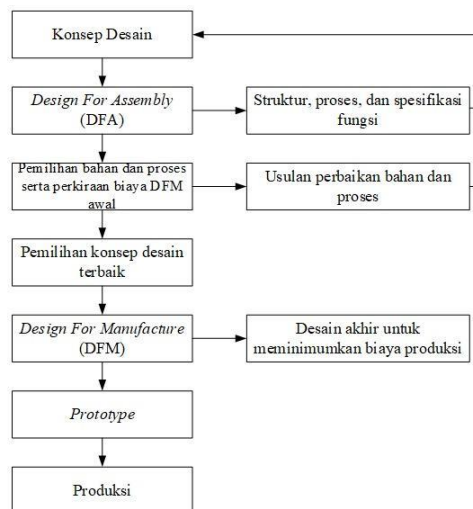 Konsep Desain
Design For Assembly
(DFA)
Struktur, proses, dan spesifikasi
fungsi
Pemilihan bahan dan proses
serta perkiraan biaya DFM
awal
Usulan perbaikan bahan dan
proses
Pemilihan konsep desain
terbaik
Design For Manufacture
(DFM)
Desain akhir untuk
meminimumkan biaya produksi
Prototype
Produksi